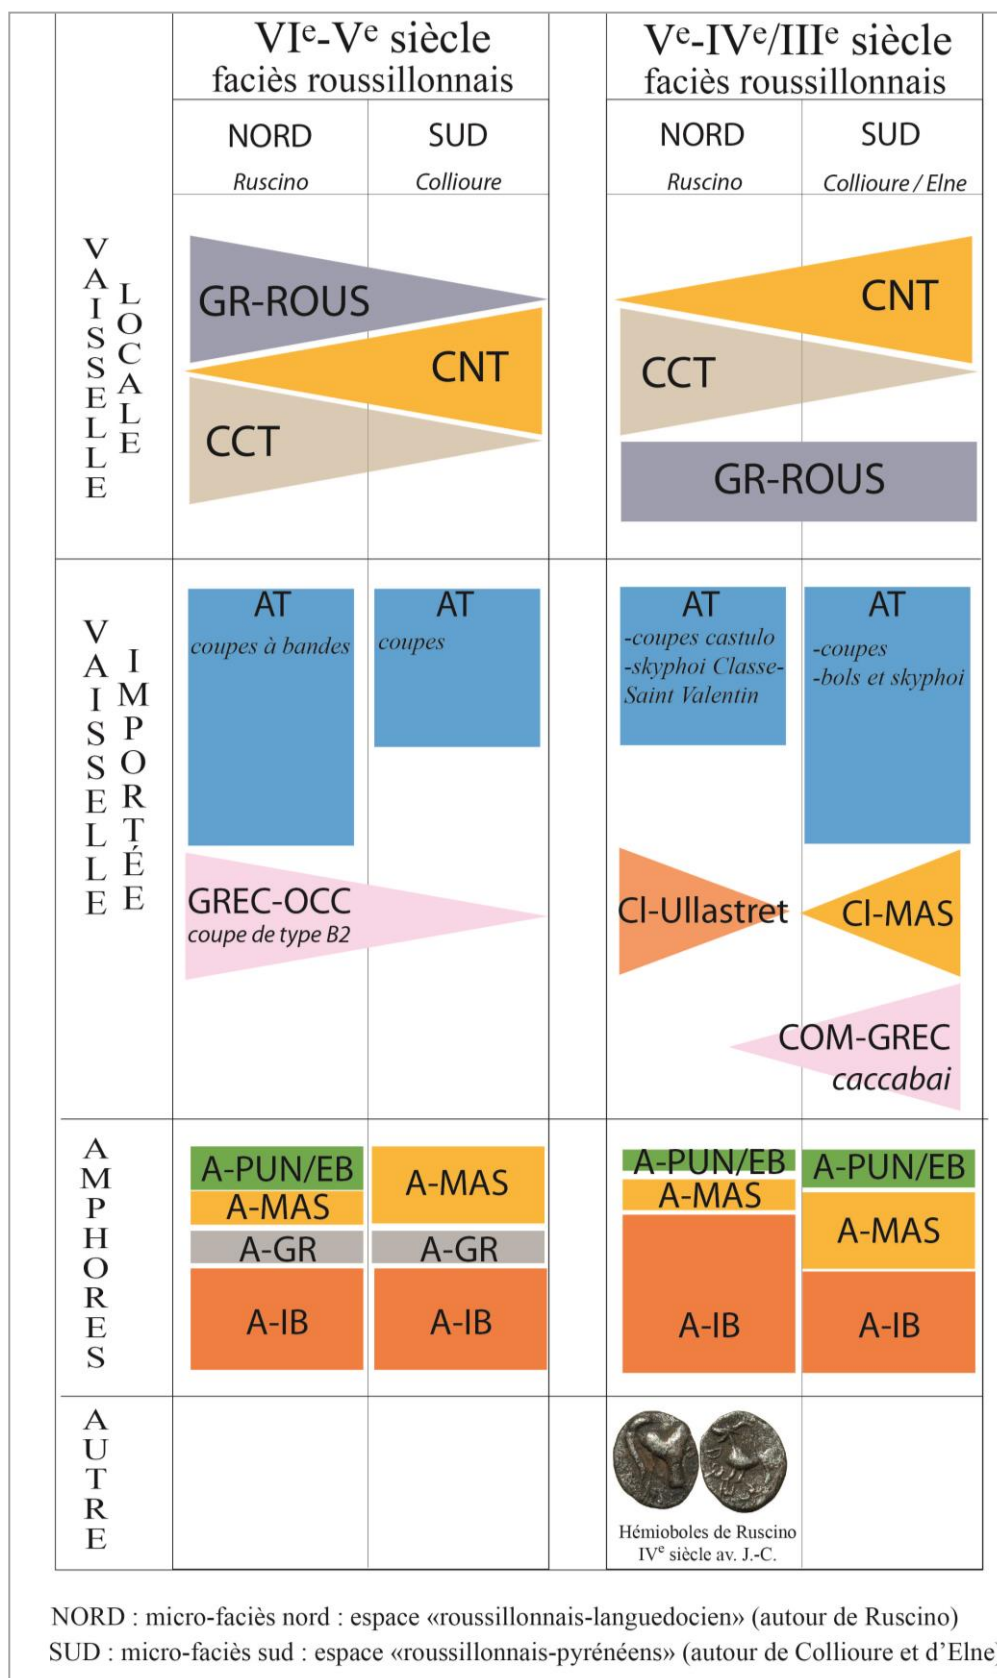 VIe-Ve siècle
faciès roussillonnais
Ve-IVe/IIIe siècle
faciès roussillonnais
NORD
Ruscino
SUD
Collioure
NORD
Ruscino
SUD
Collioure / Elne
VAISSELLE
LOCALE
GR-ROUS
CNT
CCT
CNT
CCT
GR-ROUS
VAISSELLE
IMPORTÉE
AT
coupes à bandes
AT
coupes
AT
-coupes castulo
-skyphoi Classe-
Saint Valentin
AT
-coupes
-bols et skyphoi
GREC-OCC
coupe de type B2
Cl-Ullastret
Cl-MAS
COM-GREC
caccabai
AMPHORES
A-PUN/EB
A-MAS
A-GR
A-IB
A-MAS
A-GR
A-IB
A-PUN/EB
A-MAS
A-IB
A-PUN/EB
A-MAS
A-IB
AUTRE
Hémioboles de Ruscino
IVe siècle av. J.-C.
NORD : micro-faciès nord : espace «roussillonnais-languedocien» (autour de Ruscino)
SUD : micro-faciès sud : espace «roussillonnais-pyrénéens» (autour de Collioure et d’Elne)